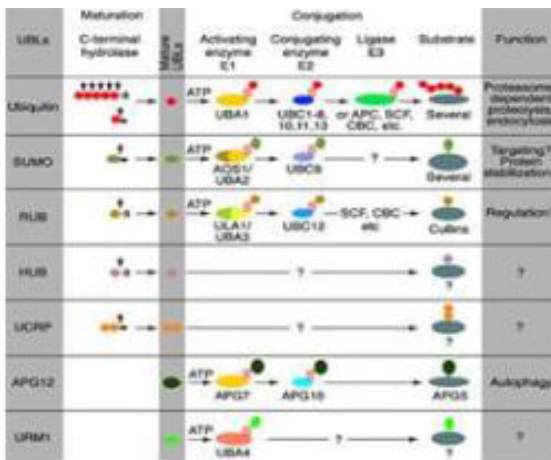 Maturation
Conjugation
UBLs
C-terminal
hydrolase
Mature
UBLs
Activating
enzyme
E1
Conjugating
enzyme
E2
Ligase
E3
Substrate
Function
Ubiquitin
ATP
UBA1
UBC1-8,
10,11,13
or APC, SCF,
CBC, etc.
Several
Proteasome
dependent
proteolysis
endocytosis
SUMO
ATP
AOS1/
UBA2
UBC9
?
Several
Targeting?
Protein
stabilization
RUB
ATP
ULA1/
UBA3
UBC12
SCF, CBC
etc
Cullins
Regulation
HUB
?
?
?
UCRP
?
?
?
APG12
ATP
APG7
APG10
APG5
Autophagy
URM1
ATP
UBA4
?
?
?